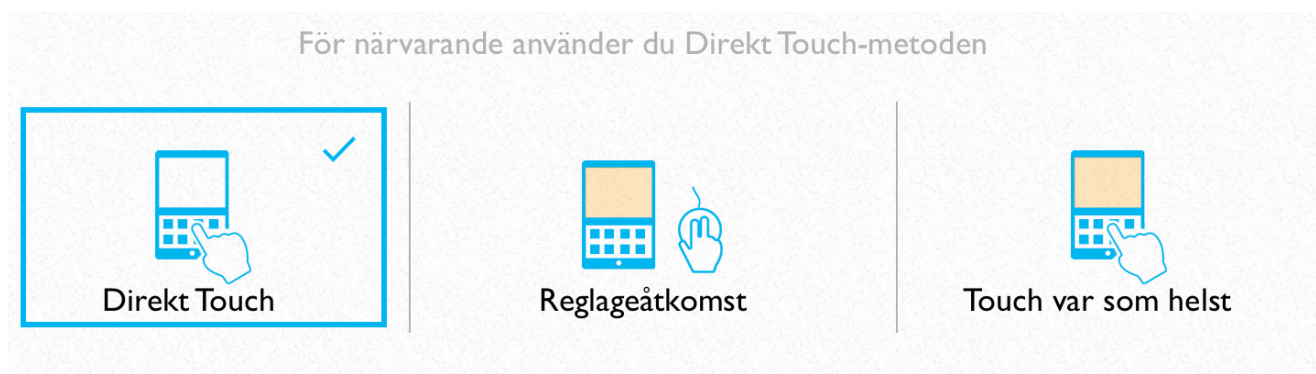 För närvarande använder du Direkt Touch-metoden
Direkt Touch
Reglageåtkomst
Touch var som helst